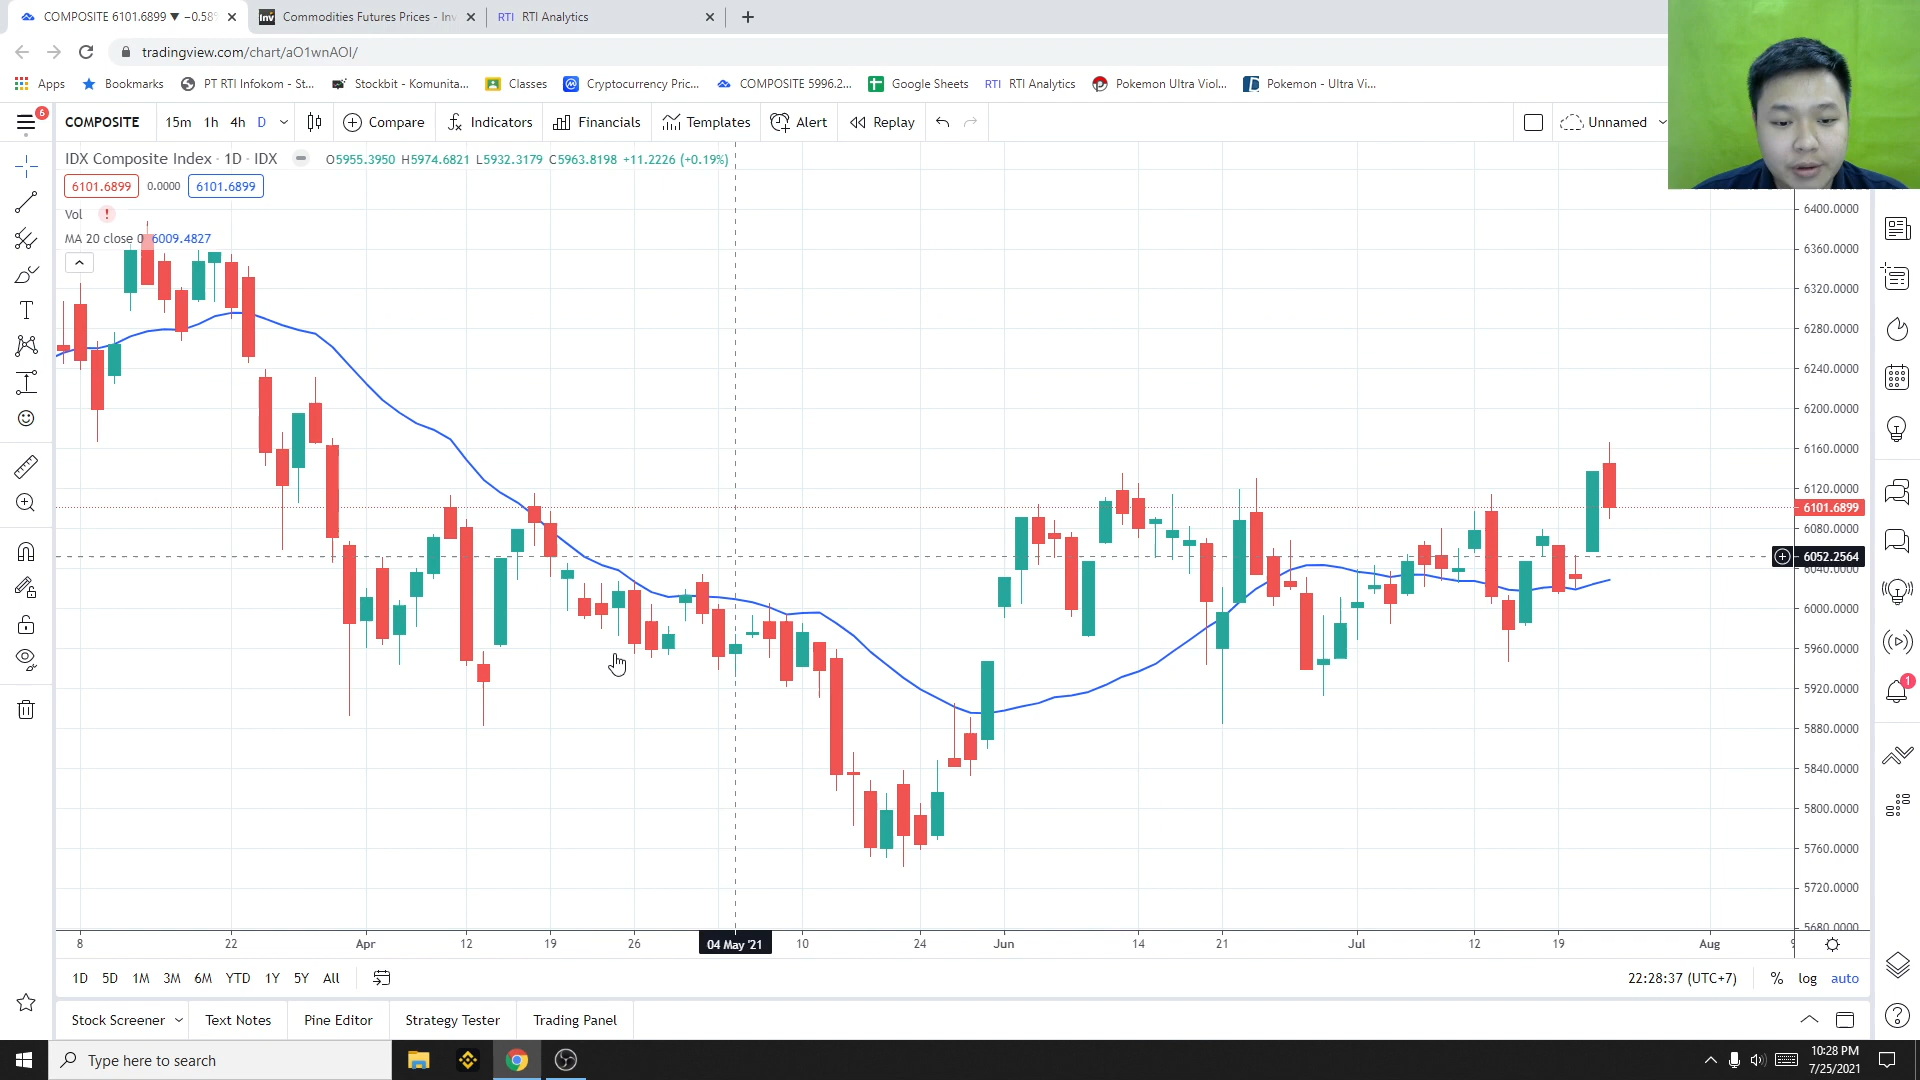 COMPOSITE 6101.6899 ▼ −0.58%
Commodities Futures Prices - Inv
RTI RTI Analytics
tradingview.com/chart/aO1wnAOI/
Apps
Bookmarks
PT RTI Infokom - St...
Stockbit - Komunita...
Classes
Cryptocurrency Pric...
COMPOSITE 5996.2...
Google Sheets
RTI RTI Analytics
Pokemon Ultra Viol...
Pokemon - Ultra Vi...
6
COMPOSITE
15m 1h 4h D
Compare
Indicators
Financials
Templates
Alert
Replay
Unnamed
IDX Composite Index · 1D · IDX
O5955.3950 H5974.6821 L5932.3179 C5963.8198 +11.2226 (+0.19%)
6101.6899 0.0000 6101.6899
Vol !
MA 20 close 0 6009.4827
6400.0000
6360.0000
6320.0000
6280.0000
6240.0000
6200.0000
6160.0000
6120.0000
6101.6899
6080.0000
6052.2564
6040.0000
6000.0000
5960.0000
5920.0000
5880.0000
5840.0000
5800.0000
5760.0000
5720.0000
5680.0000
1
8 22 Apr 12 19 26 04 May '21 10 24 Jun 14 21 Jul 12 19 Aug
1D 5D 1M 3M 6M YTD 1Y 5Y All
22:28:37 (UTC+7) % log auto
Stock Screener Text Notes Pine Editor Strategy Tester Trading Panel
Type here to search
10:28 PM
7/25/2021